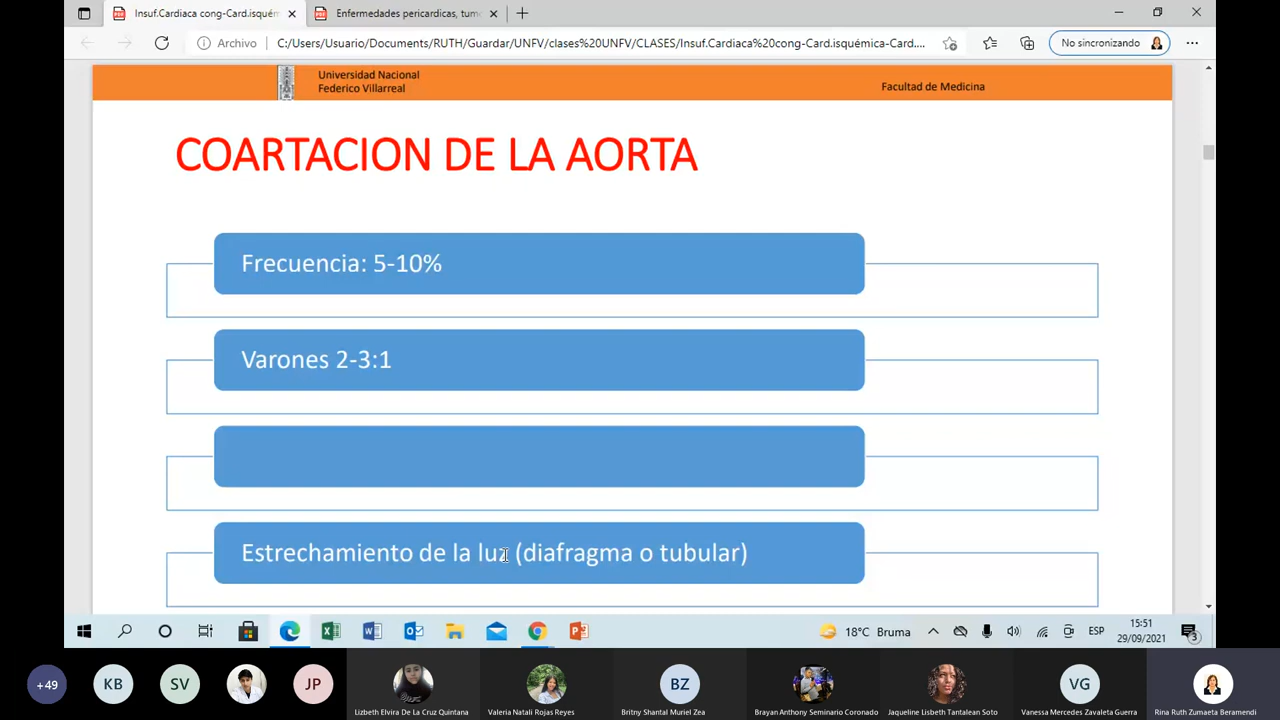 Insuf.Cardiaca cong-Card.isquém
Enfermedades pericardicas, tumo
Archivo
C:/Users/Usuario/Documents/RUTH/Guardar/UNFV/clases%20UNFV/CLASES/Insuf.Cardiaca%20cong-Card.isquémica-Card....
No sincronizando
Universidad Nacional
Federico Villarreal
Facultad de Medicina
COARTACION DE LA AORTA
Frecuencia: 5-10%
Varones 2-3:1
Estrechamiento de la luz (diafragma o tubular)
18°C Bruma
ESP
15:51
29/09/2021
3
+49
KB
SV
JP
BZ
VG
Lizbeth Elvira De La Cruz Quintana
Valeria Natali Rojas Reyes
Britny Shantal Muriel Zea
Brayan Anthony Seminario Coronado
Jaqueline Lisbeth Tantalean Soto
Vanessa Mercedes Zavaleta Guerra
Rina Ruth Zumaeta Beramendi